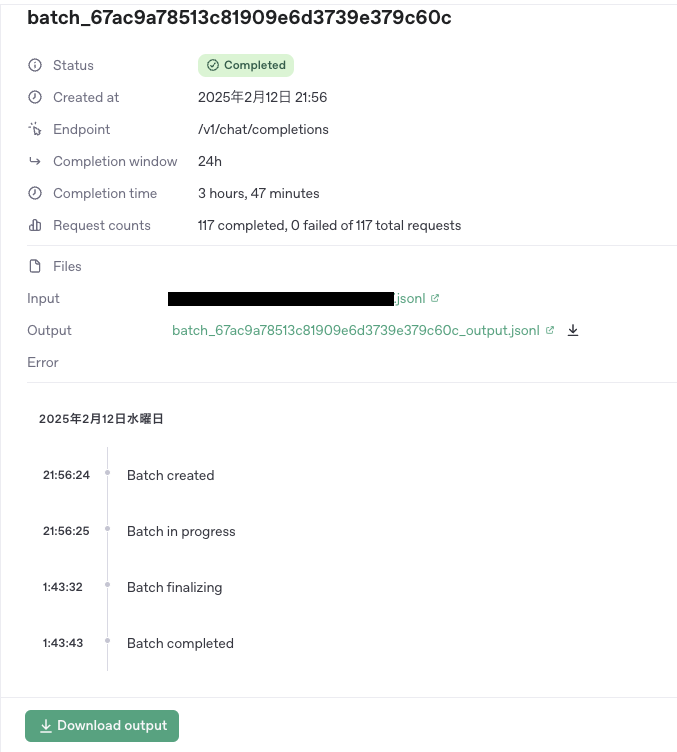 batch_67ac9a78513c81909e6d3739e379c60c
Status Completed
Created at 2025年2月12日 21:56
Endpoint /v1/chat/completions
Completion window 24h
Completion time 3 hours, 47 minutes
Request counts 117 completed, 0 failed of 117 total requests
Files
Input .jsonl
Output batch_67ac9a78513c81909e6d3739e379c60c_output.jsonl
Error
2025年2月12日水曜日
21:56:24 Batch created
21:56:25 Batch in progress
1:43:32 Batch finalizing
1:43:43 Batch completed
Download output